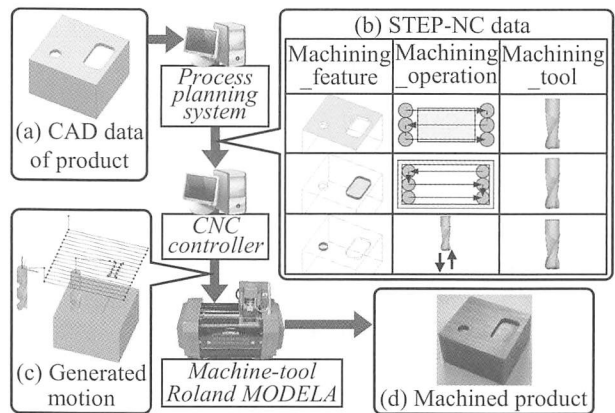 (a) CAD data
of product
Process
planning
system
(b) STEP-NC data
Machining
_feature
Machining
_operation
Machining
_tool
CNC
controller
(c) Generated
motion
Machine-tool
Roland MODELA
(d) Machined product